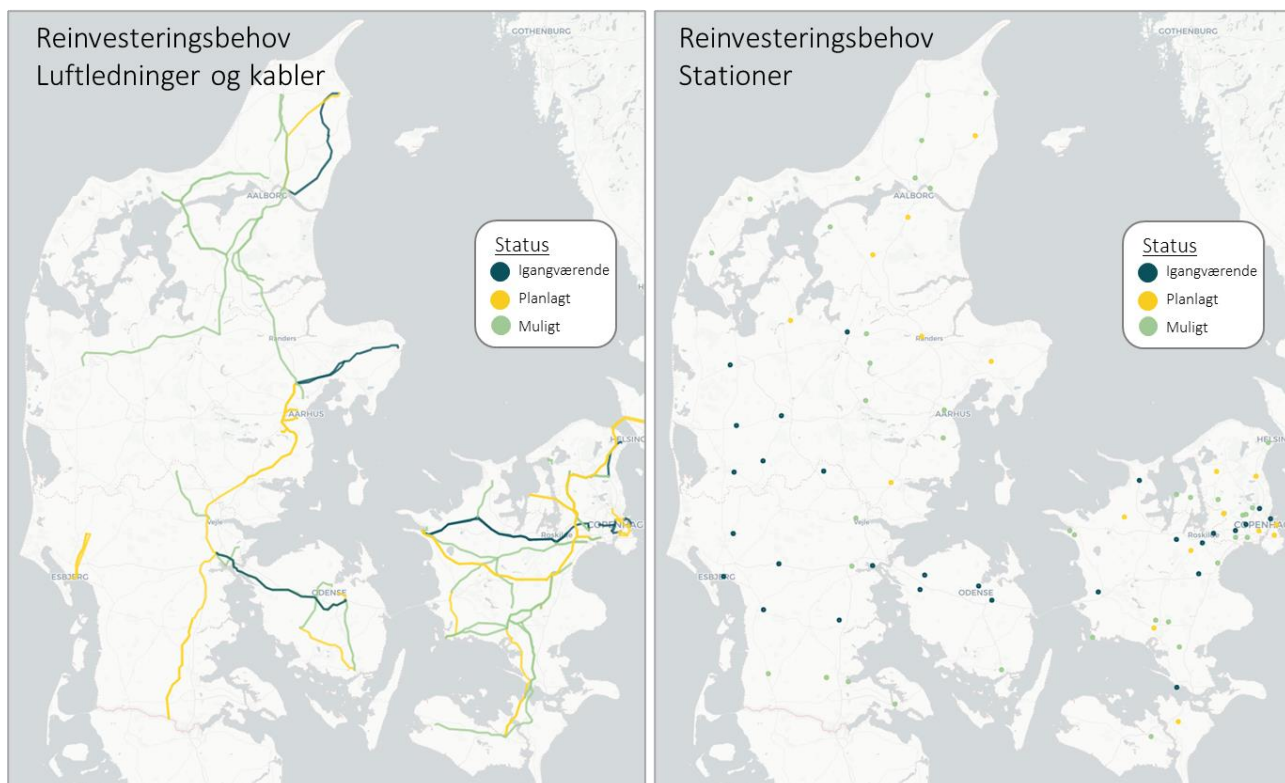 Reinvesteringsbehov
Luftledninger og kabler
GOTHENBURG
AALBORG
Status
Igangværende
Planlagt
Muligt
Randers
AARHUS
HELSING
Vejle
COPENHAG
Roskilde
ESBJERG
ODENSE
Reinvesteringsbehov
Stationer
GOTHENBURG
AALBORG
Status
Igangværende
Planlagt
Muligt
Randers
AARHUS
HELSIN
Vejle
COPENHAG
Roskilde
ESBJERG
ODENSE